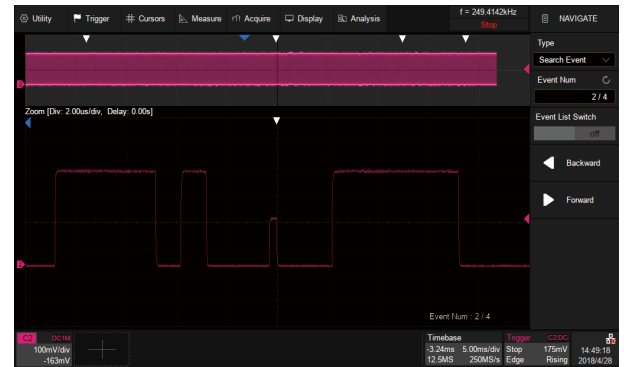 Utility Trigger Cursors Measure Acquire Display Analysis
f = 249.4142kHz
Stop
NAVIGATE
Type
Search Event
Event Num
2 / 4
Event List Switch
off
Backward
Forward
Zoom [Div: 2.00us/div, Delay: 0.00s]
2
2
Event Num : 2 / 4
C2 DC1M
100mV/div
-163mV
Timebase
-3.24ms 5.00ms/div
12.5MS 250MS/s
Trigger C2:DC
Stop 175mV
Edge Rising
14:49:18
2018/4/28